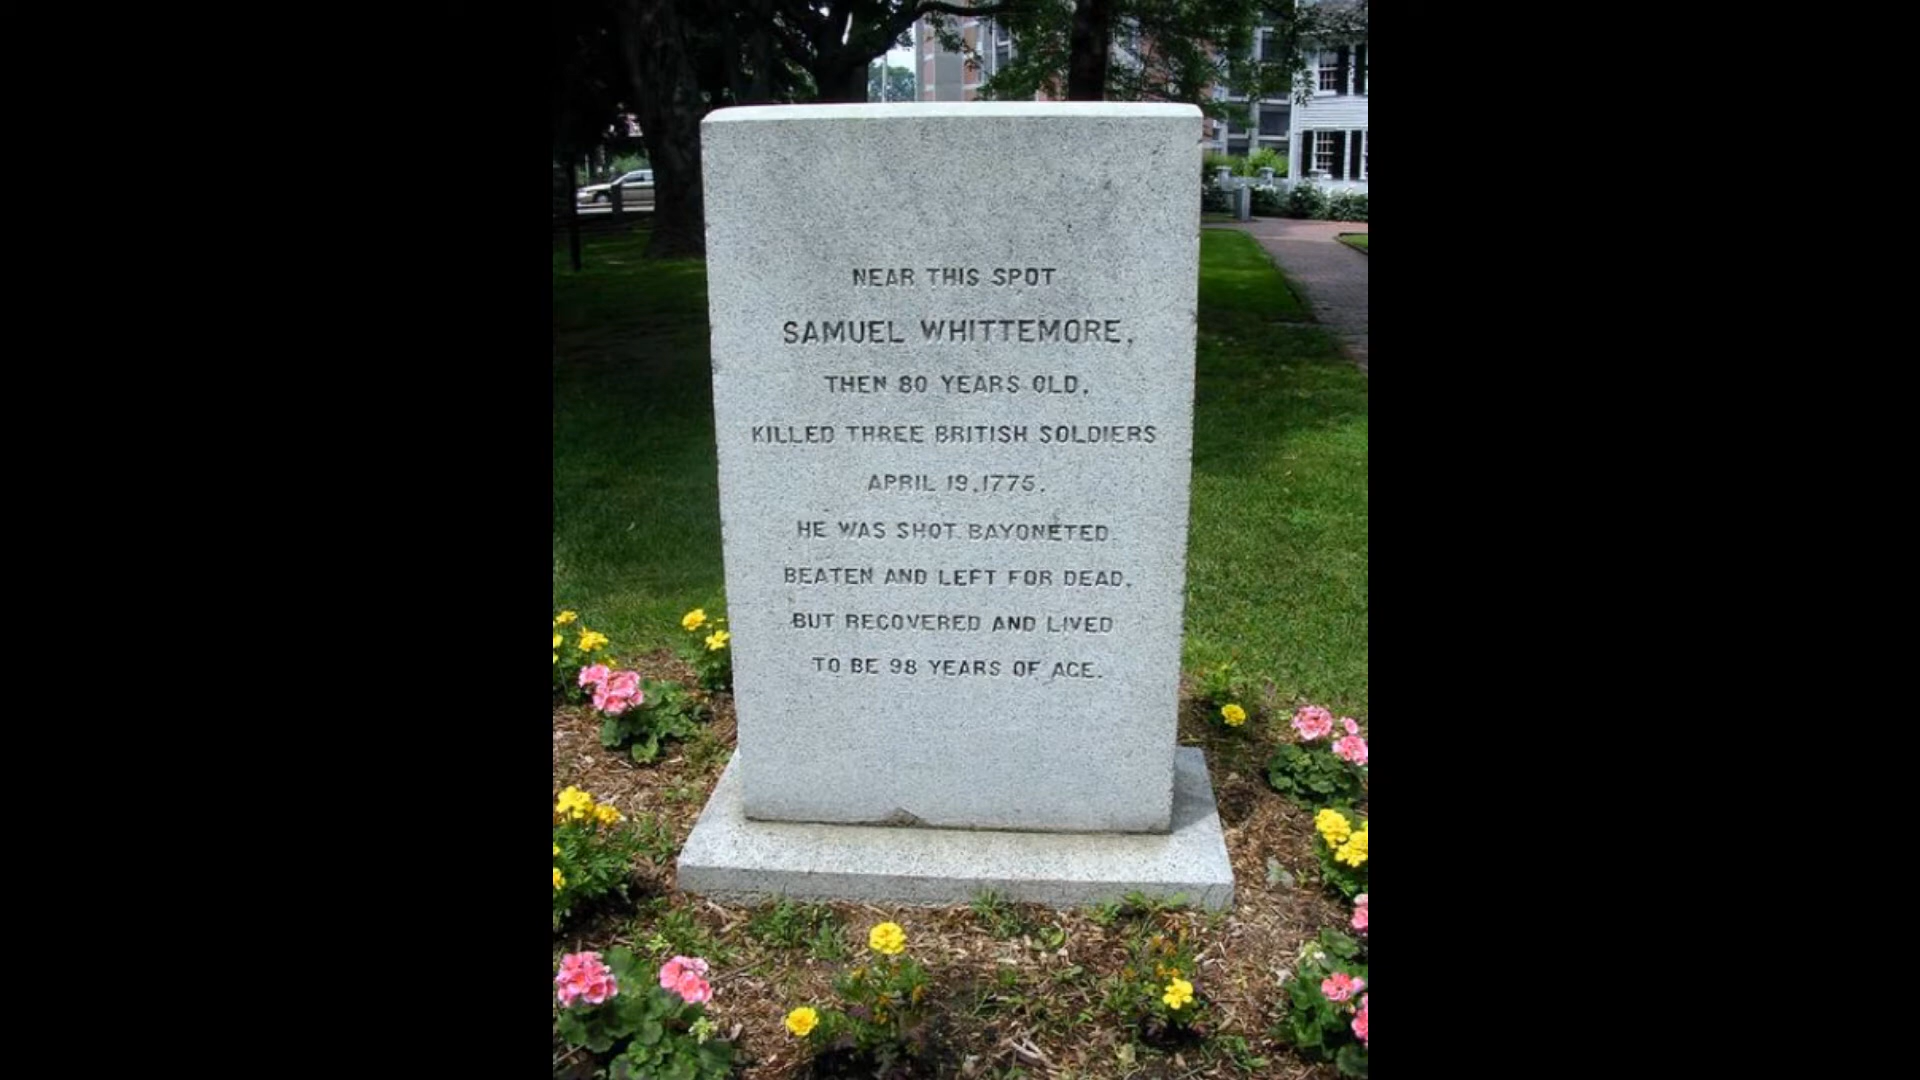 NEAR THIS SPOT
SAMUEL WHITTEMORE,
THEN 80 YEARS OLD,
KILLED THREE BRITISH SOLDIERS
APRIL 19, 1775.
HE WAS SHOT, BAYONETED,
BEATEN AND LEFT FOR DEAD,
BUT RECOVERED AND LIVED
TO BE 98 YEARS OF AGE.